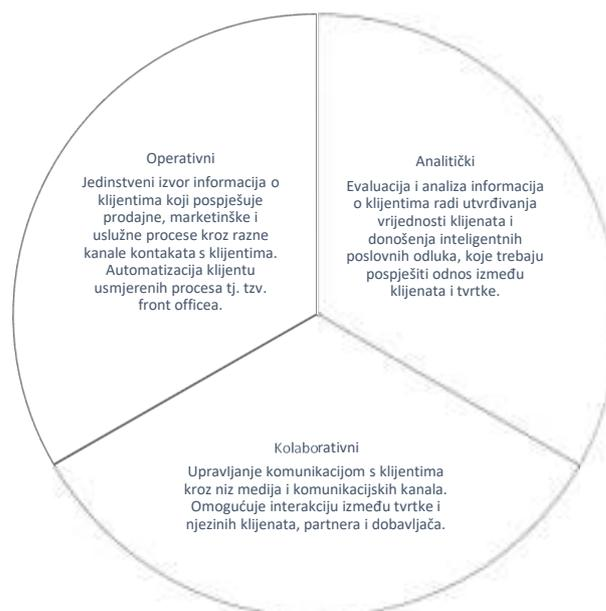 Operativni
Jedinstveni izvor informacija o
klijentima koji pospješuje
prodajne, marketinške i
uslužne procese kroz razne
kanale kontakata s klijentima.
Automatizacija klijentu
usmjerenih procesa tj. tzv.
front officea.
Analitički
Evaluacija i analiza informacija
o klijentima radi utvrđivanja
vrijednosti klijenata i
donošenja inteligentnih
poslovnih odluka, koje trebaju
pospješiti odnos između
klijenata i tvrtke.
Kolaborativni
Upravljanje komunikacijom s klijentima
kroz niz medija i komunikacijskih kanala.
Omogućuje interakciju između tvrtke i
njezinih klijenata, partnera i dobavljača.